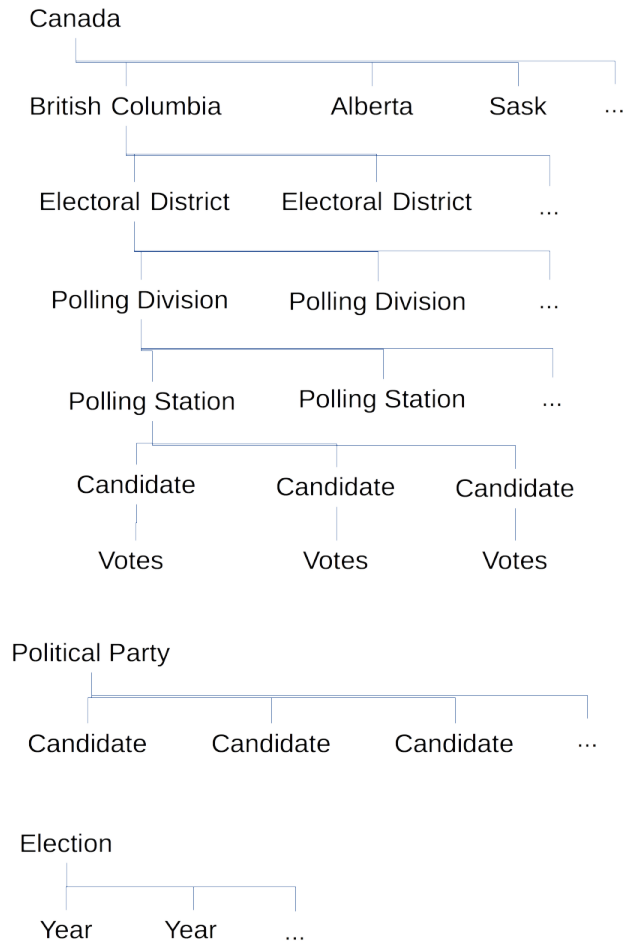 Canada
British Columbia Alberta Sask ...
Electoral District Electoral District ...
Polling Division Polling Division ...
Polling Station Polling Station ...
Candidate Candidate Candidate
Votes Votes Votes
Political Party
Candidate Candidate Candidate ...
Election
Year Year ...